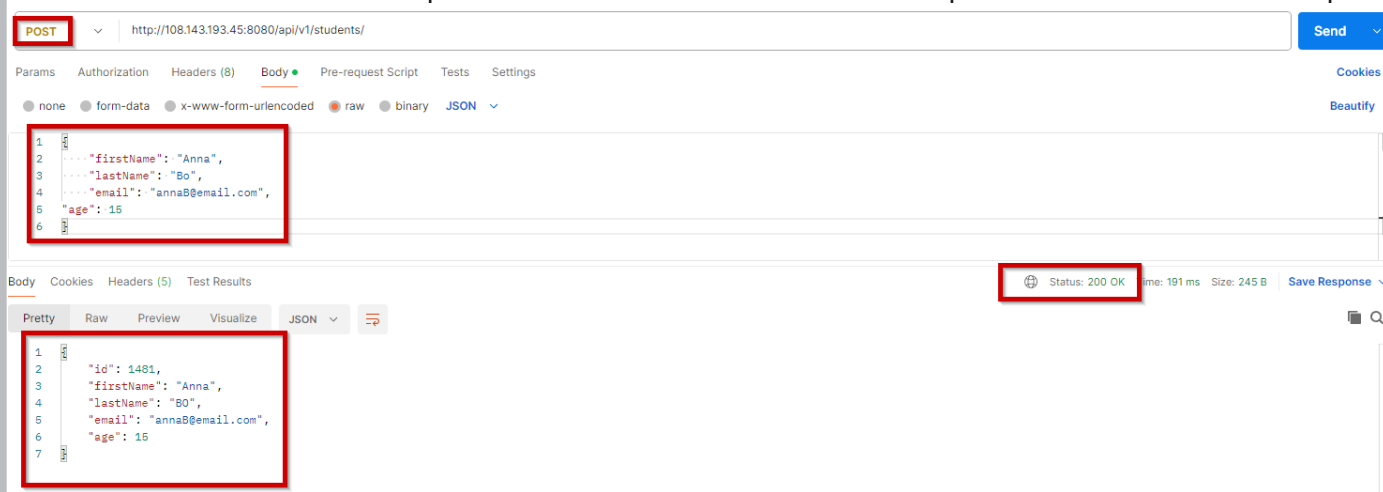 POST http://108.143.193.45:8080/api/v1/students/ Send
Params Authorization Headers (8) Body Pre-request Script Tests Settings Cookies
none form-data x-www-form-urlencoded raw binary JSON Beautify
1 {
2 ····"firstName":·"Anna",
3 ····"lastName":·"Bo",
4 ····"email":·"annaB@email.com",
5 "age":·15
6 }
Body Cookies Headers (5) Test Results Status: 200 OK Time: 191 ms Size: 245 B Save Response
Pretty Raw Preview Visualize JSON
1 {
2 "id": 1481,
3 "firstName": "Anna",
4 "lastName": "BO",
5 "email": "annaB@email.com",
6 "age": 15
7 }